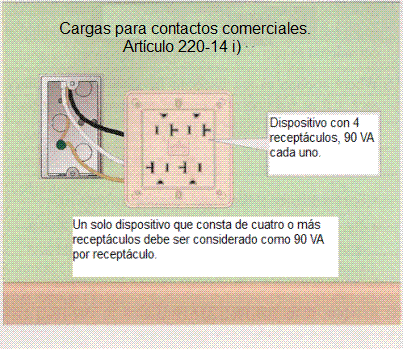 Cargas para contactos comerciales.
Artículo 220-14 i)
Dispositivo con 4
receptáculos, 90 VA
cada uno.
Un solo dispositivo que consta de cuatro o más
receptáculos debe ser considerado como 90 VA
por receptáculo.